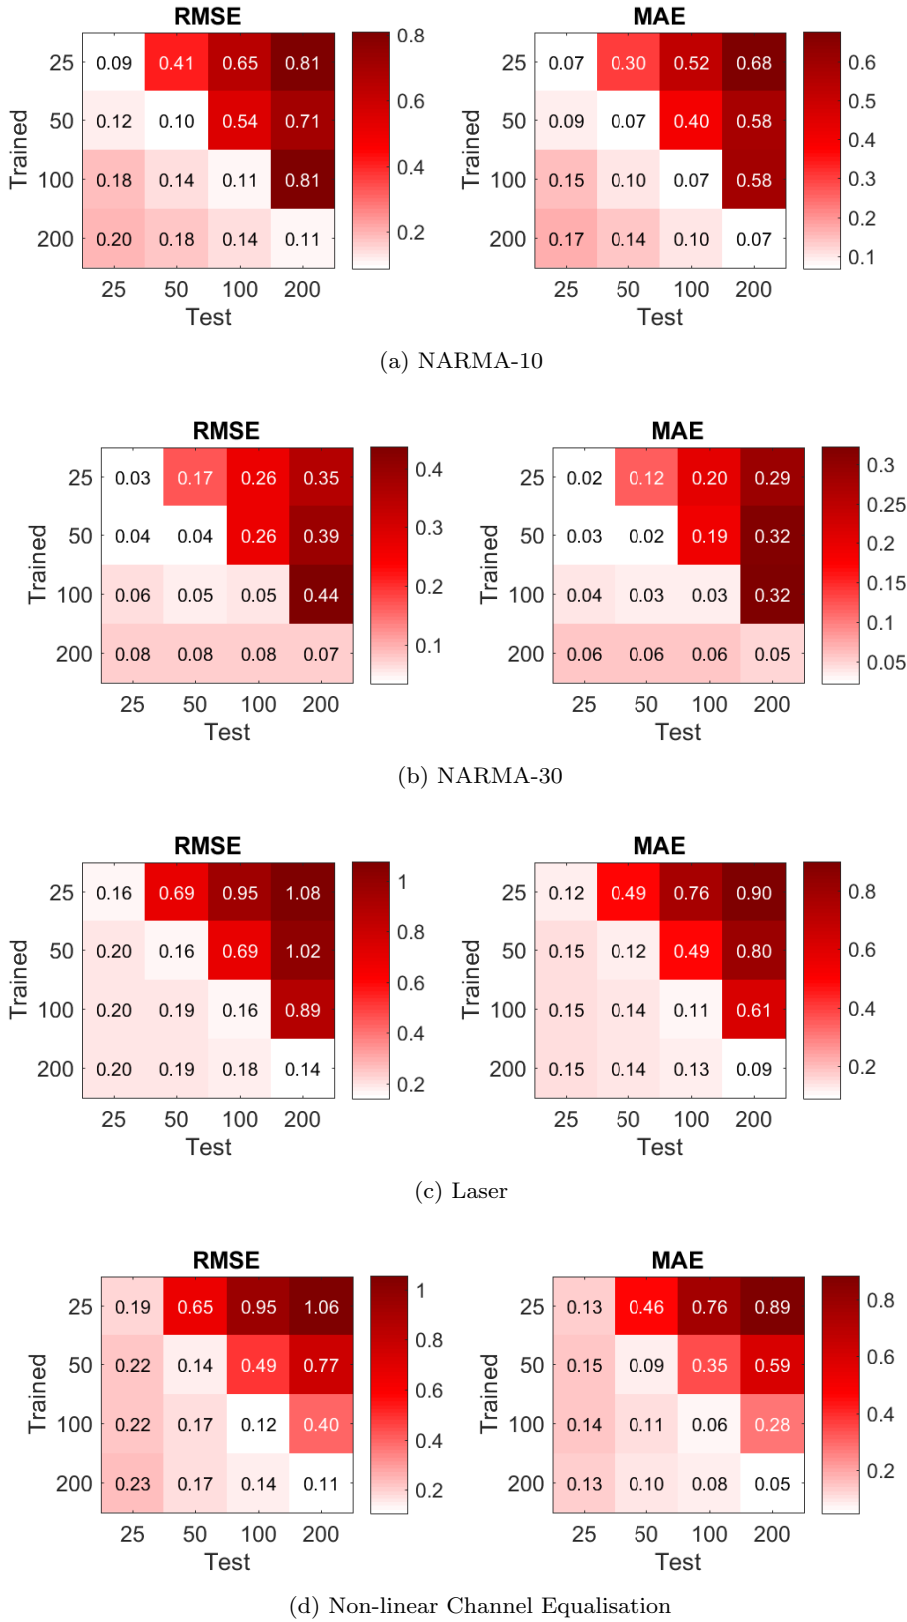 RMSE MAE
25 0.09 0.41 0.65 0.81 0.8 25 0.07 0.30 0.52 0.68 0.6
50 0.12 0.10 0.54 0.71 0.6 50 0.09 0.07 0.40 0.58 0.5
Trained 0.4 Trained 0.4
100 0.18 0.14 0.11 0.81 100 0.15 0.10 0.07 0.58 0.3
200 0.20 0.18 0.14 0.11 0.2 200 0.17 0.14 0.10 0.07 0.2 0.1
25 50 100 200 25 50 100 200
Test Test
(a) NARMA-10
RMSE MAE
25 0.03 0.17 0.26 0.35 0.4 25 0.02 0.12 0.20 0.29 0.3
50 0.04 0.04 0.26 0.39 0.3 50 0.03 0.02 0.19 0.32 0.25 0.2
Trained 0.2 Trained 0.15
100 0.06 0.05 0.05 0.44 100 0.04 0.03 0.03 0.32 0.1
200 0.08 0.08 0.08 0.07 0.1 200 0.06 0.06 0.06 0.05 0.05
25 50 100 200 25 50 100 200
Test Test
(b) NARMA-30
RMSE MAE
25 0.16 0.69 0.95 1.08 1 25 0.12 0.49 0.76 0.90 0.8
50 0.20 0.16 0.69 1.02 0.8 50 0.15 0.12 0.49 0.80 0.6
Trained 0.6 Trained
100 0.20 0.19 0.16 0.89 0.4 100 0.15 0.14 0.11 0.61 0.4
200 0.20 0.19 0.18 0.14 0.2 200 0.15 0.14 0.13 0.09 0.2
25 50 100 200 25 50 100 200
Test Test
(c) Laser
RMSE MAE
25 0.19 0.65 0.95 1.06 1 25 0.13 0.46 0.76 0.89 0.8
50 0.22 0.14 0.49 0.77 0.8 50 0.15 0.09 0.35 0.59 0.6
Trained 0.6 Trained
100 0.22 0.17 0.12 0.40 0.4 100 0.14 0.11 0.06 0.28 0.4
200 0.23 0.17 0.14 0.11 0.2 200 0.13 0.10 0.08 0.05 0.2
25 50 100 200 25 50 100 200
Test Test
(d) Non-linear Channel Equalisation